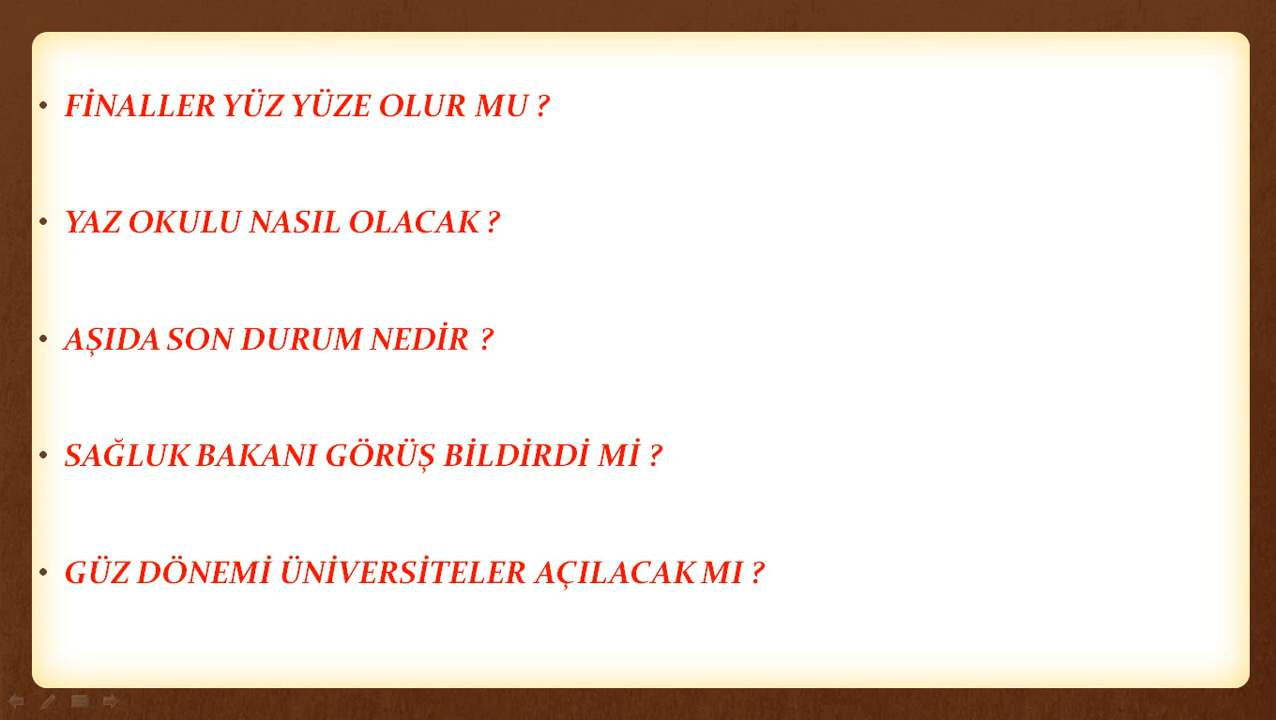 • FİNALLER YÜZ YÜZE OLUR MU ?
• YAZ OKULU NASIL OLACAK ?
• AŞIDA SON DURUM NEDİR ?
• SAĞLUK BAKANI GÖRÜŞ BİLDİRDİ Mİ ?
• GÜZ DÖNEMİ ÜNİVERSİTELER AÇILACAK MI ?